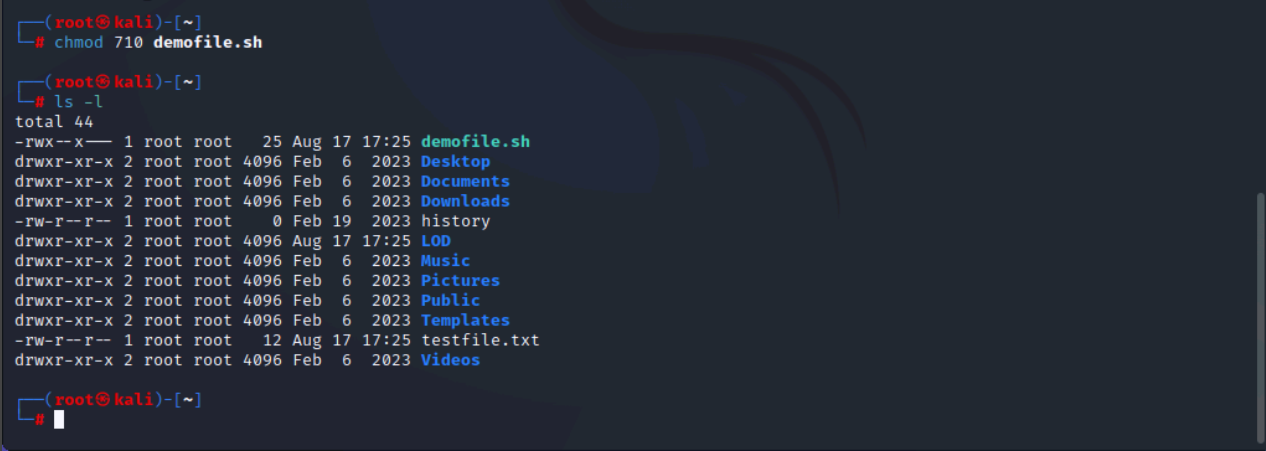 ┌──(root㉿kali)-[~]
└─# chmod 710 demofile.sh
┌──(root㉿kali)-[~]
└─# ls -l
total 44
-rwx--x--- 1 root root   25 Aug 17 17:25 demofile.sh
drwxr-xr-x 2 root root 4096 Feb  6  2023 Desktop
drwxr-xr-x 2 root root 4096 Feb  6  2023 Documents
drwxr-xr-x 2 root root 4096 Feb  6  2023 Downloads
-rw-r--r-- 1 root root    0 Feb 19  2023 history
drwxr-xr-x 2 root root 4096 Aug 17 17:25 LOD
drwxr-xr-x 2 root root 4096 Feb  6  2023 Music
drwxr-xr-x 2 root root 4096 Feb  6  2023 Pictures
drwxr-xr-x 2 root root 4096 Feb  6  2023 Public
drwxr-xr-x 2 root root 4096 Feb  6  2023 Templates
-rw-r--r-- 1 root root   12 Aug 17 17:25 testfile.txt
drwxr-xr-x 2 root root 4096 Feb  6  2023 Videos
┌──(root㉿kali)-[~]
└─#